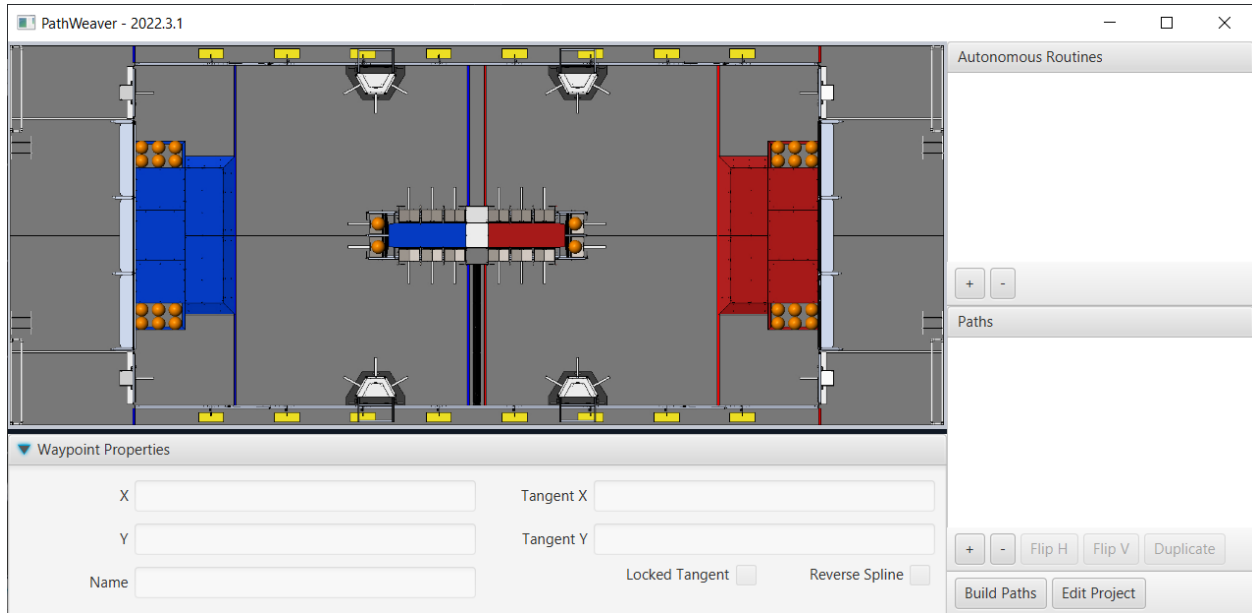 PathWeaver - 2022.3.1
Autonomous Routines
+ -
Paths
Waypoint Properties
X
Tangent X
Y
Tangent Y
Name
Locked Tangent
Reverse Spline
+ - Flip H Flip V Duplicate
Build Paths Edit Project